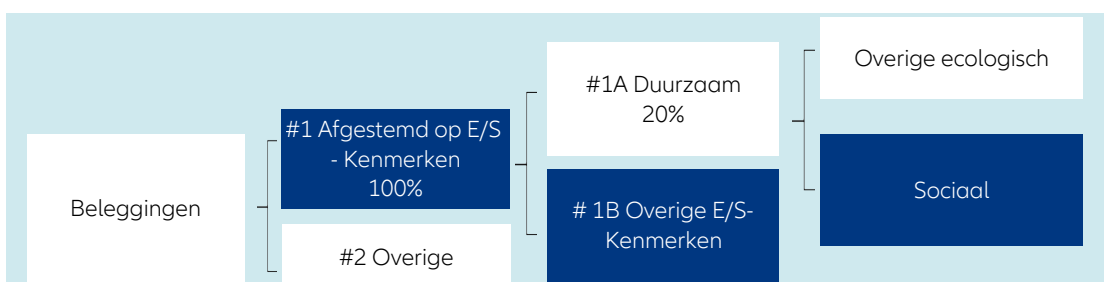 Beleggingen
#1 Afgestemd op E/S
- Kenmerken
100%
#2 Overige
#1A Duurzaam
20%
# 1B Overige E/S-
Kenmerken
Overige ecologisch
Sociaal